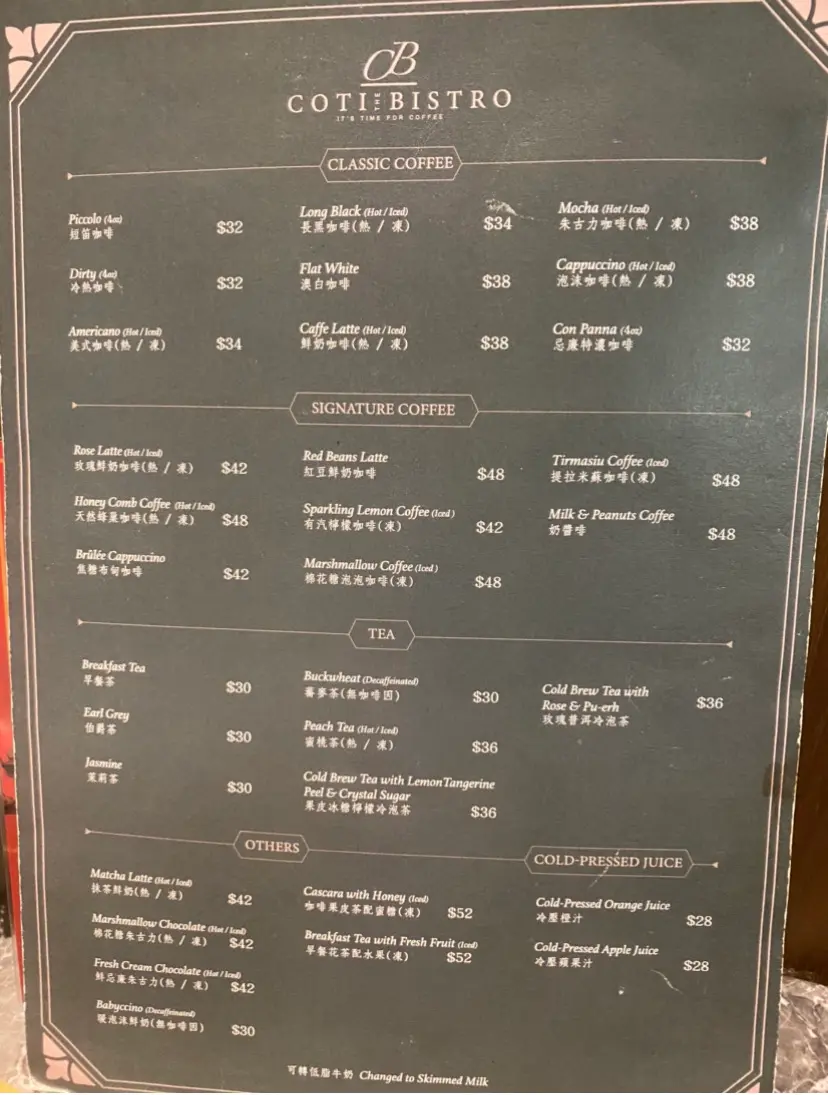 CB
COTI THE BISTRO
IT'S TIME FOR COFFEE
CLASSIC COFFEE
Piccolo (4oz)
短笛咖啡 $32
Dirty (4oz)
冷熱咖啡 $32
Americano (Hot / Iced)
美式咖啡(熱 / 凍) $34
Long Black (Hot / Iced)
長黑咖啡(熱 / 凍) $34
Flat White
澳白咖啡 $38
Caffe Latte (Hot / Iced)
鮮奶咖啡(熱 / 凍) $38
Mocha (Hot / Iced)
朱古力咖啡(熱 / 凍) $38
Cappuccino (Hot / Iced)
泡沫咖啡(熱 / 凍) $38
Con Panna (4oz)
忌廉特濃咖啡 $32
SIGNATURE COFFEE
Rose Latte (Hot / Iced)
玫瑰鮮奶咖啡(熱 / 凍) $42
Honey Comb Coffee (Hot / Iced)
天然蜂巢咖啡(熱 / 凍) $48
Brûlée Cappuccino
焦糖布甸咖啡 $42
Red Beans Latte
紅豆鮮奶咖啡 $48
Sparkling Lemon Coffee (Iced)
有汽檸檬咖啡(凍) $42
Marshmallow Coffee (Iced)
棉花糖泡泡咖啡(凍) $48
Tirmasiu Coffee (Iced)
提拉米蘇咖啡(凍) $48
Milk & Peanuts Coffee
奶醬啡 $48
TEA
Breakfast Tea
早餐茶 $30
Earl Grey
伯爵茶 $30
Jasmine
茉莉茶 $30
Buckwheat (Decaffeinated)
蕎麥茶(無咖啡因) $30
Peach Tea (Hot / Iced)
蜜桃茶(熱 / 凍) $36
Cold Brew Tea with Lemon Tangerine
Peel & Crystal Sugar
果皮冰糖檸檬冷泡茶 $36
Cold Brew Tea with
Rose & Pu-erh $36
玫瑰普洱冷泡茶
OTHERS
Matcha Latte (Hot / Iced)
抹茶鮮奶(熱 / 凍) $42
Marshmallow Chocolate (Hot / Iced)
棉花糖朱古力(熱 / 凍) $42
Fresh Cream Chocolate (Hot / Iced)
鮮忌廉朱古力(熱 / 凍) $42
Babyccino (Decaffeinated)
暖泡沫鮮奶(無咖啡因) $30
Cascara with Honey (Iced)
咖啡果皮茶配蜜糖(凍) $52
Breakfast Tea with Fresh Fruit (Iced)
早餐花茶配水果(凍) $52
COLD-PRESSED JUICE
Cold-Pressed Orange Juice
冷壓橙汁 $28
Cold-Pressed Apple Juice
冷壓蘋果汁 $28
可轉低脂牛奶 Changed to Skimmed Milk